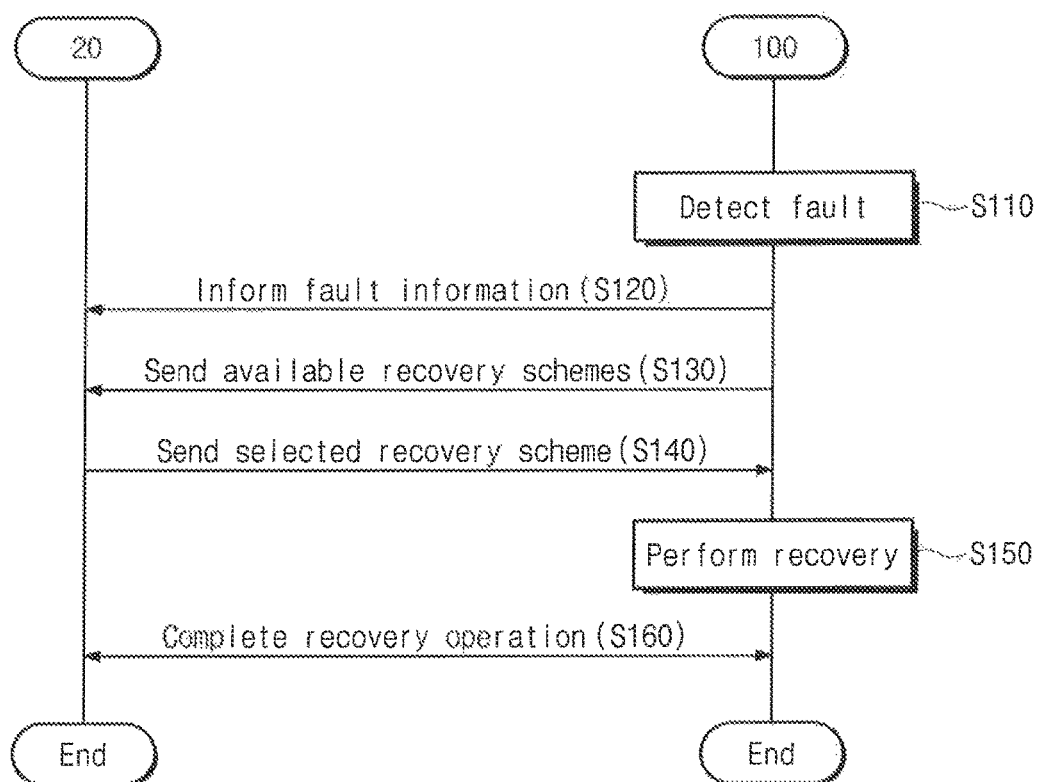 20
100
Detect fault
S110
Inform fault information(S120)
Send available recovery schemes(S130)
Send selected recovery scheme(S140)
Perform recovery
S150
Complete recovery operation(S160)
End
End